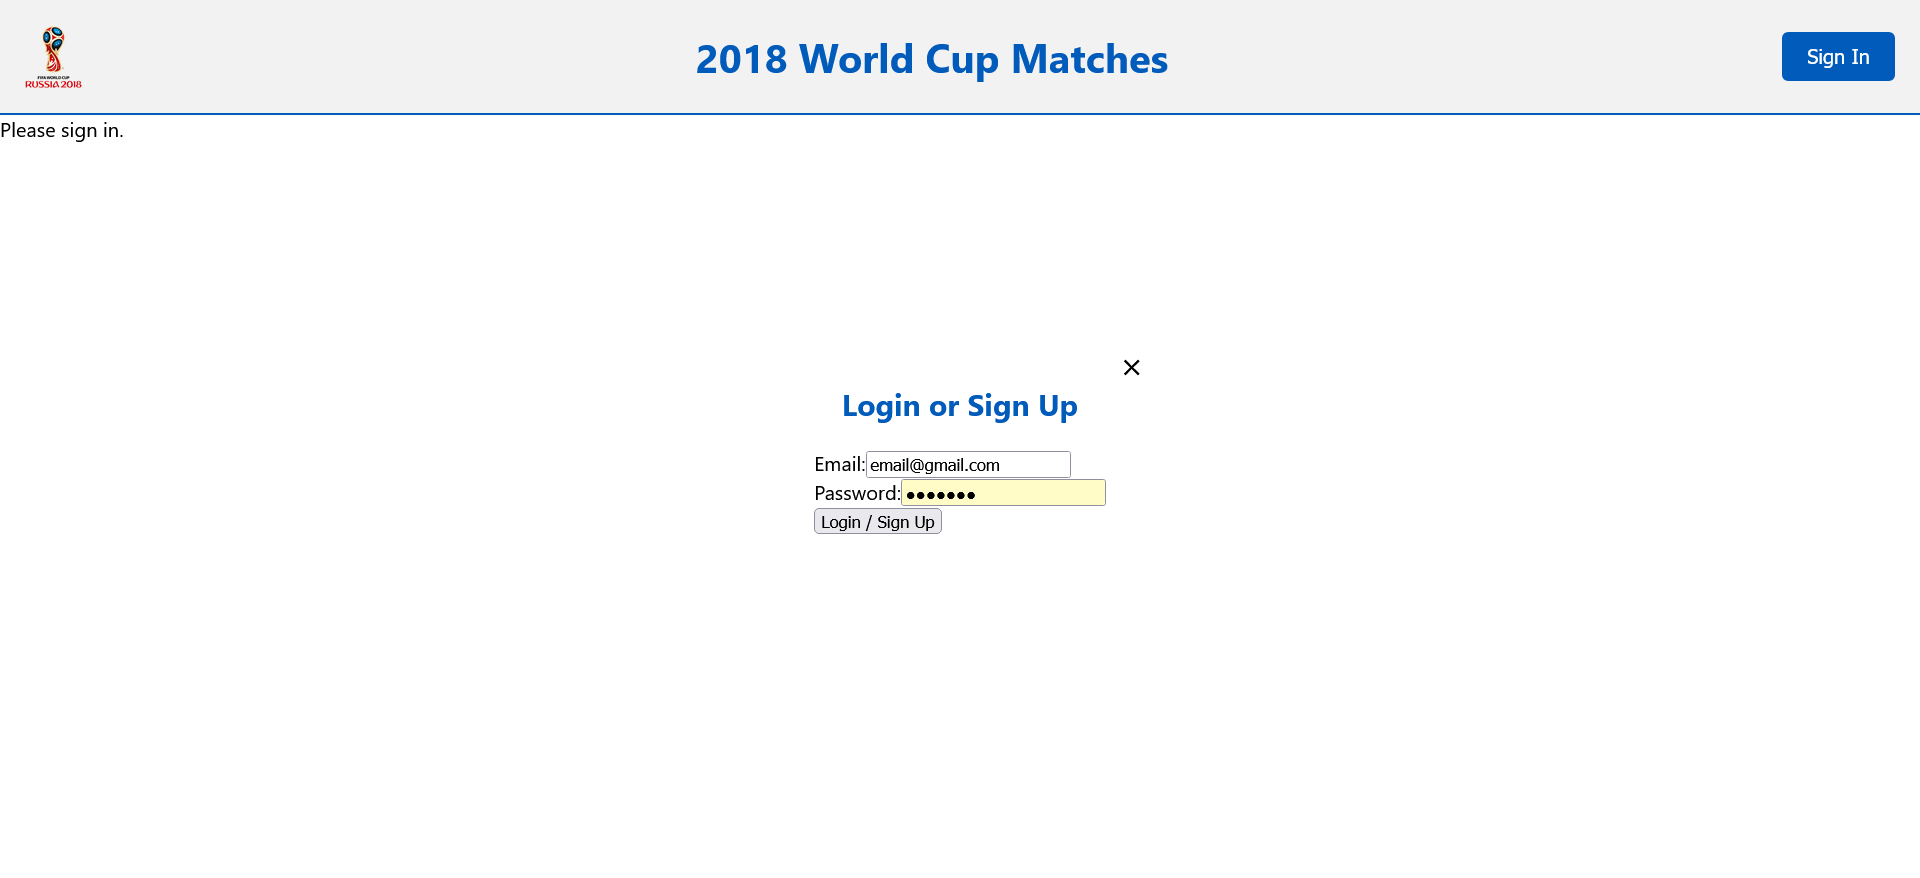 FIFA WORLD CUP
RUSSIA 2018
2018 World Cup Matches
Sign In
Please sign in.
Login or Sign Up
Email: email@gmail.com
Password: •••••••
Login / Sign Up